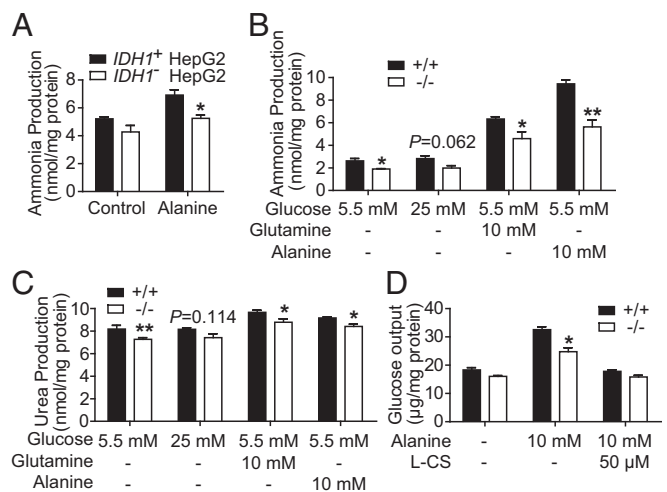 A
IDH1+ HepG2
IDH1- HepG2
Ammonia Production
(nmol/mg protein)
8
6
4
2
0
*
Control Alanine
B
+/+
-/-
Ammonia Production
(nmol/mg protein)
10
8
6
4
2
0
*
P=0.062
*
**
Glucose 5.5 mM 25 mM 5.5 mM 5.5 mM
Glutamine - - 10 mM -
Alanine - - - 10 mM
C
+/+
-/-
Urea Production
(nmol/mg protein)
10
8
6
4
2
0
**
P=0.114
*
*
Glucose 5.5 mM 25 mM 5.5 mM 5.5 mM
Glutamine - - 10 mM -
Alanine - - - 10 mM
D
+/+
-/-
Glucose output
(µg/mg protein)
40
30
20
10
0
*
Alanine - 10 mM 10 mM
L-CS - - 50 µM